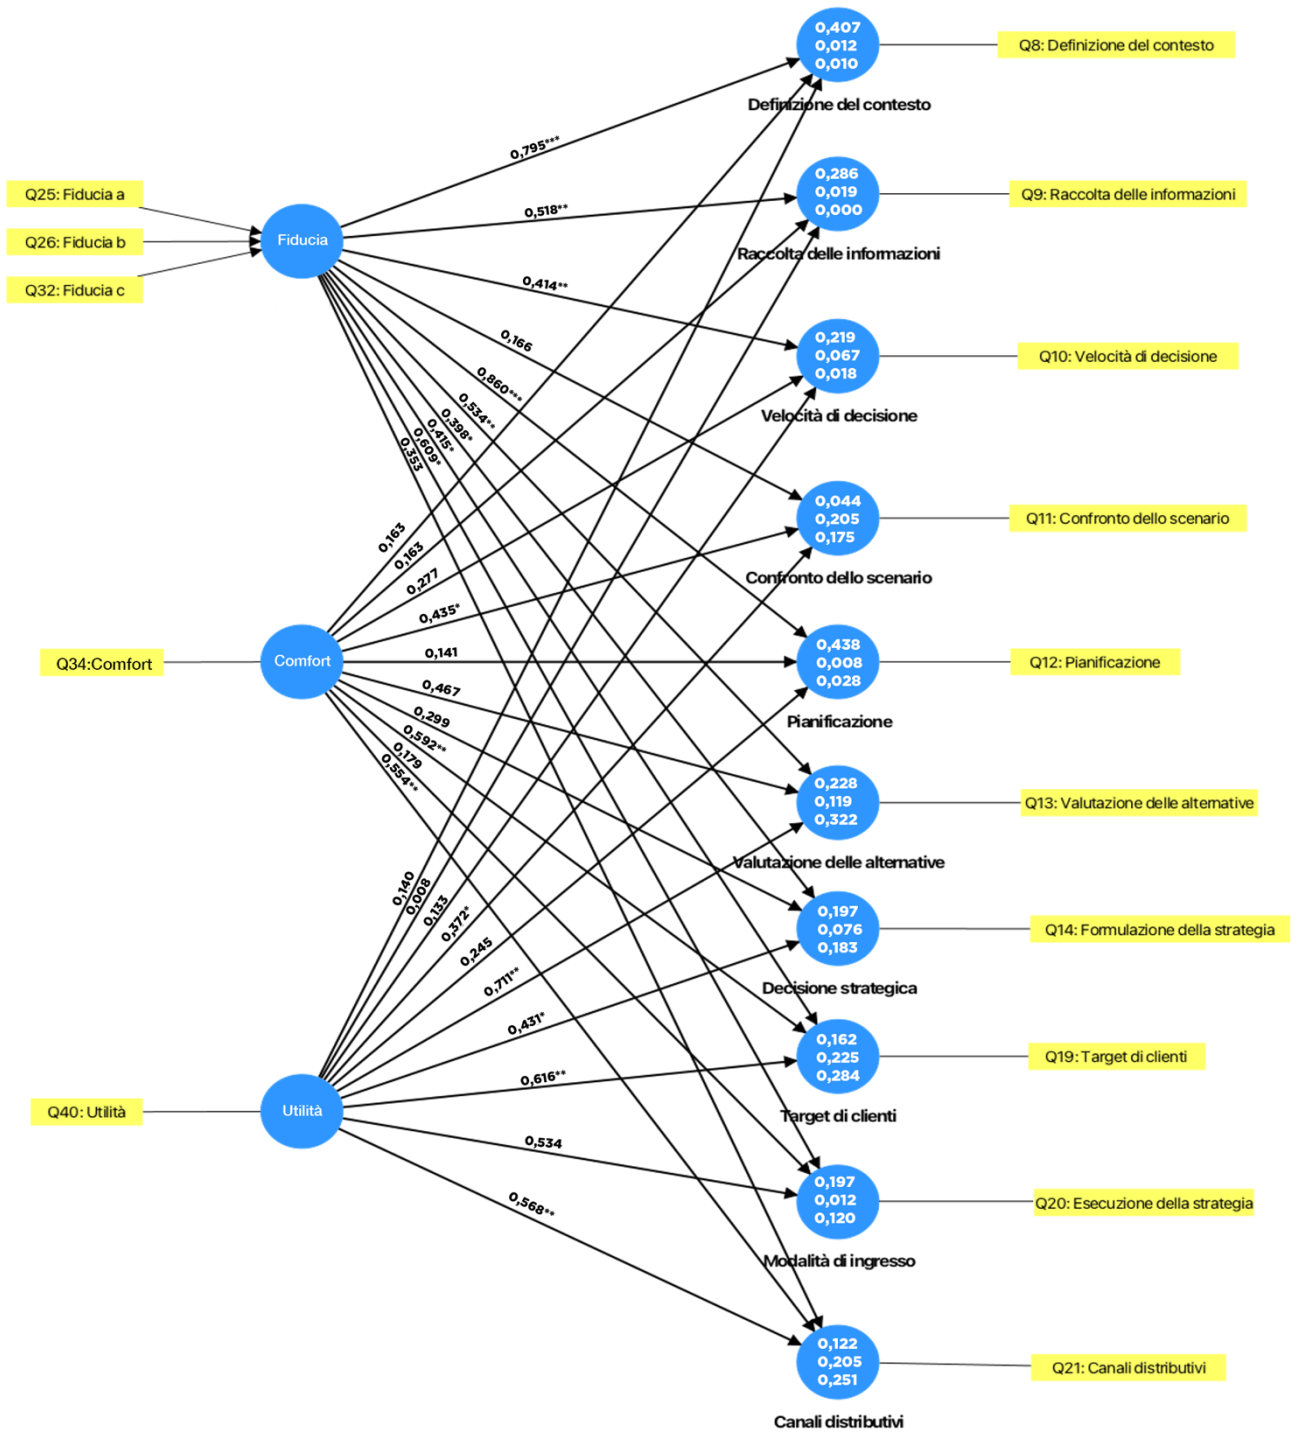 0,407
0,012
0,010
Q8: Definizione del contesto
Definizione del contesto
0,795***
0,286
0,019
0,000
Q9: Raccolta delle informazioni
Raccolta delle informazioni
Q25: Fiducia a
Q26: Fiducia b
Q32: Fiducia c
Fiducia
0,518**
0,414**
0,219
0,067
0,018
Q10: Velocità di decisione
Velocità di decisione
0,166
0,860***
0,534**
0,398*
0,415*
0,609*
0,353
0,044
0,205
0,175
Q11: Confronto dello scenario
Confronto dello scenario
0,163
0,163
0,277
0,435*
0,141
Q34:Comfort
Comfort
0,438
0,008
0,028
Q12: Pianificazione
Pianificazione
0,467
0,299
0,592**
0,179
0,554**
0,228
0,119
0,322
Q13: Valutazione delle alternative
Valutazione delle alternative
0,140
0,008
0,133
0,372*
0,245
0,711**
0,431*
0,197
0,076
0,183
Q14: Formulazione della strategia
Decisione strategica
0,616**
0,162
0,225
0,284
Q19: Target di clienti
Target di clienti
Q40: Utilità
Utilità
0,534
0,197
0,012
0,120
Q20: Esecuzione della strategia
Modalità di ingresso
0,568**
0,122
0,205
0,251
Q21: Canali distributivi
Canali distributivi